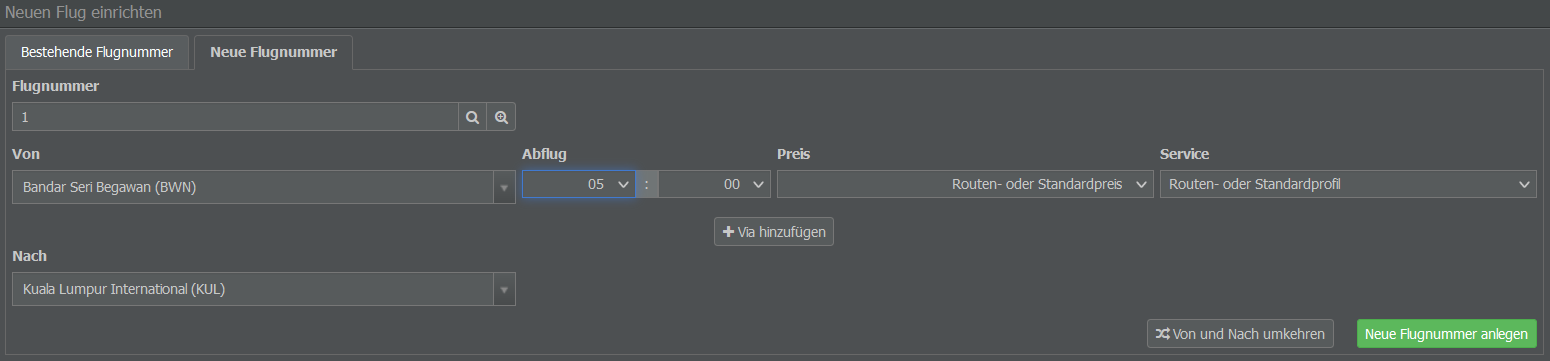 Neuen Flug einrichten
Bestehende Flugnummer Neue Flugnummer
Flugnummer
1
Von Abflug Preis Service
Bandar Seri Begawan (BWN) 05 : 00 Routen- oder Standardpreis Routen- oder Standardprofil
Via hinzufügen
Nach
Kuala Lumpur International (KUL)
Von und Nach umkehren Neue Flugnummer anlegen